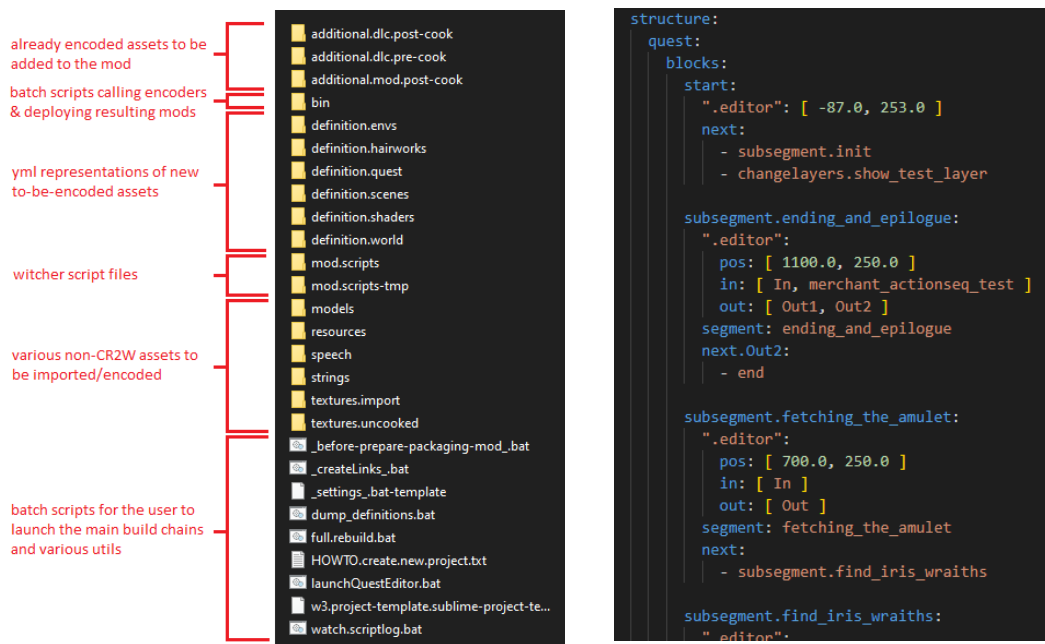 already encoded assets to be
added to the mod
batch scripts calling encoders
& deploying resulting mods
yml representations of new
to-be-encoded assets
witcher script files
various non-CR2W assets to
be imported/encoded
batch scripts for the user to
launch the main build chains
and various utils
additional.dlc.post-cook
additional.dlc.pre-cook
additional.mod.post-cook
bin
definition.envs
definition.hairworks
definition.quest
definition.scenes
definition.shaders
definition.world
mod.scripts
mod.scripts-tmp
models
resources
speech
strings
textures.import
textures.uncooked
_before-prepare-packaging-mod_.bat
_createLinks_.bat
_settings_.bat-template
dump_definitions.bat
full.rebuild.bat
HOWTO.create.new.project.txt
launchQuestEditor.bat
w3.project-template.sublime-project-te...
watch.scriptlog.bat
structure:
quest:
blocks:
start:
".editor": [ -87.0, 253.0 ]
next:
- subsegment.init
- changelayers.show_test_layer
subsegment.ending_and_epilogue:
".editor":
pos: [ 1100.0, 250.0 ]
in: [ In, merchant_actionseq_test ]
out: [ Out1, Out2 ]
segment: ending_and_epilogue
next.Out2:
- end
subsegment.fetching_the_amulet:
".editor":
pos: [ 700.0, 250.0 ]
in: [ In ]
out: [ Out ]
segment: fetching_the_amulet
next:
- subsegment.find_iris_wraiths
subsegment.find_iris_wraiths:
".editor":